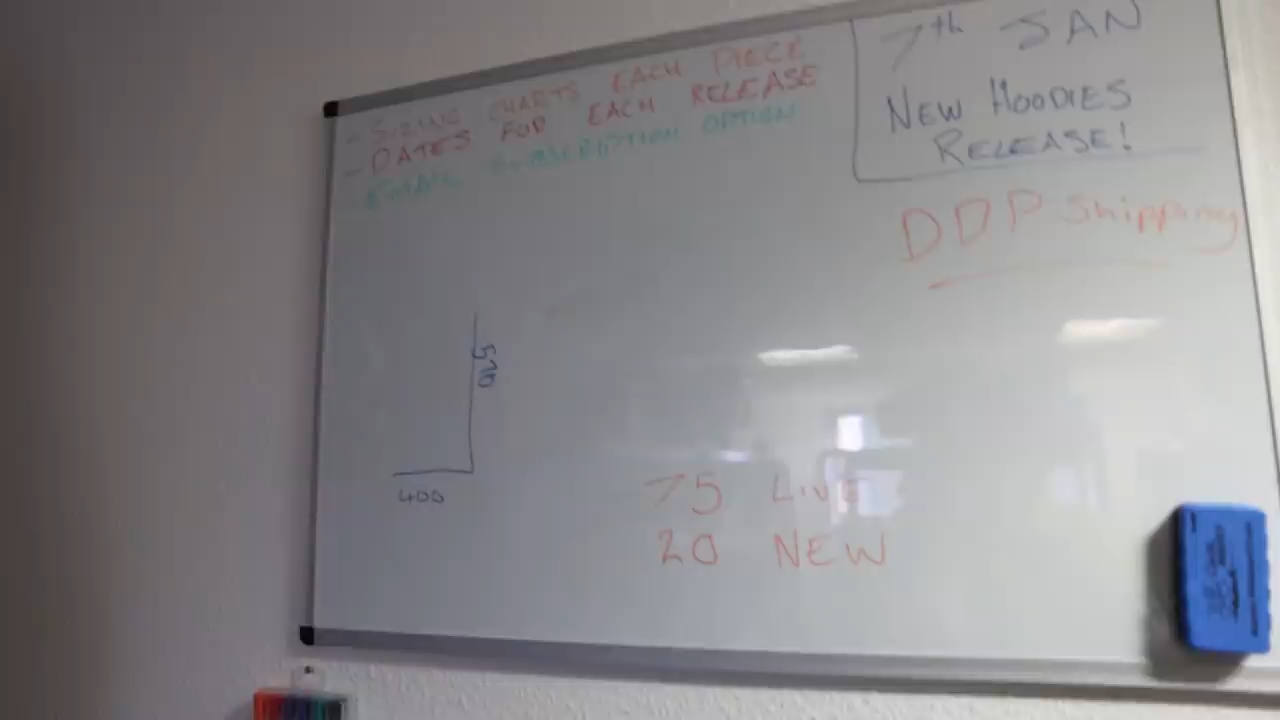 - SIZING CHARTS EACH PIECE
- DATES FOR EACH RELEASE
- EMAIL SUBSCRIPTION OPTION
7th JAN
NEW HOODIES
RELEASE!
DDP Shipping
400
75 LIVE
20 NEW